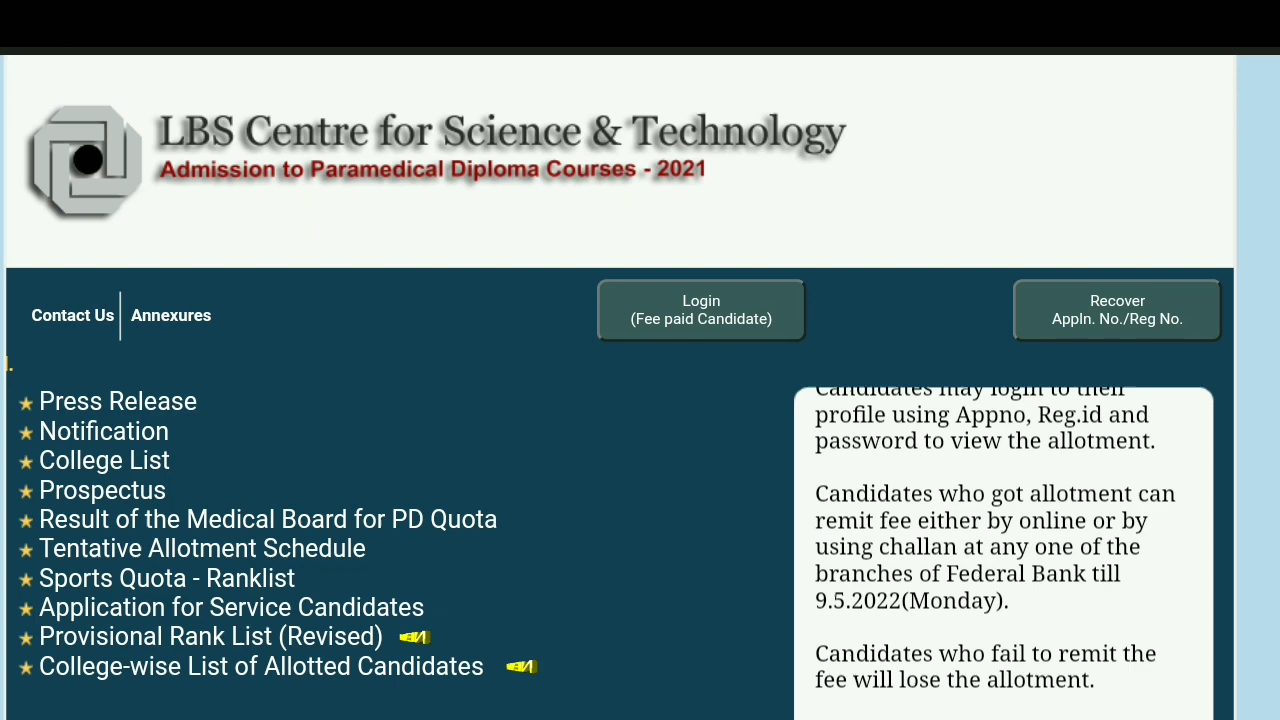 LBS Centre for Science & Technology
Admission to Paramedical Diploma Courses - 2021
Contact Us
Annexures
Login
(Fee paid Candidate)
Recover
Appln. No./Reg No.
Press Release
Notification
College List
Prospectus
Result of the Medical Board for PD Quota
Tentative Allotment Schedule
Sports Quota - Ranklist
Application for Service Candidates
Provisional Rank List (Revised)
College-wise List of Allotted Candidates
Candidates may login to their
profile using Appno, Reg.id and
password to view the allotment.
Candidates who got allotment can
remit fee either by online or by
using challan at any one of the
branches of Federal Bank till
9.5.2022(Monday).
Candidates who fail to remit the
fee will lose the allotment.